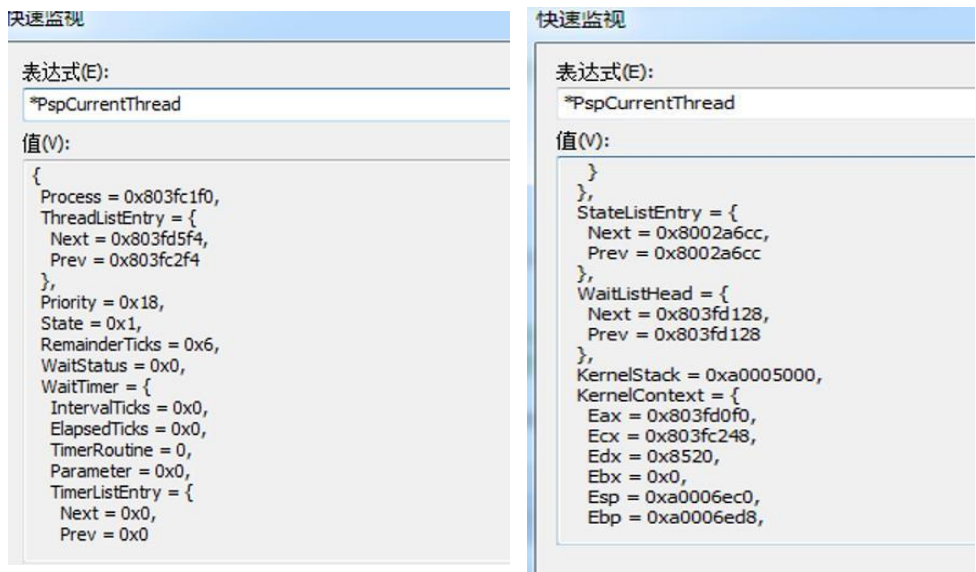 快速监视
表达式(E):
*PspCurrentThread
值(V):
{
Process = 0x803fc1f0,
ThreadListEntry = {
Next = 0x803fd5f4,
Prev = 0x803fc2f4
},
Priority = 0x18,
State = 0x1,
RemainderTicks = 0x6,
WaitStatus = 0x0,
WaitTimer = {
IntervalTicks = 0x0,
ElapsedTicks = 0x0,
TimerRoutine = 0,
Parameter = 0x0,
TimerListEntry = {
Next = 0x0,
Prev = 0x0
快速监视
表达式(E):
*PspCurrentThread
值(V):
}
},
StateListEntry = {
Next = 0x8002a6cc,
Prev = 0x8002a6cc
},
WaitListHead = {
Next = 0x803fd128,
Prev = 0x803fd128
},
KernelStack = 0xa0005000,
KernelContext = {
Eax = 0x803fd0f0,
Ecx = 0x803fc248,
Edx = 0x8520,
Ebx = 0x0,
Esp = 0xa0006ec0,
Ebp = 0xa0006ed8,